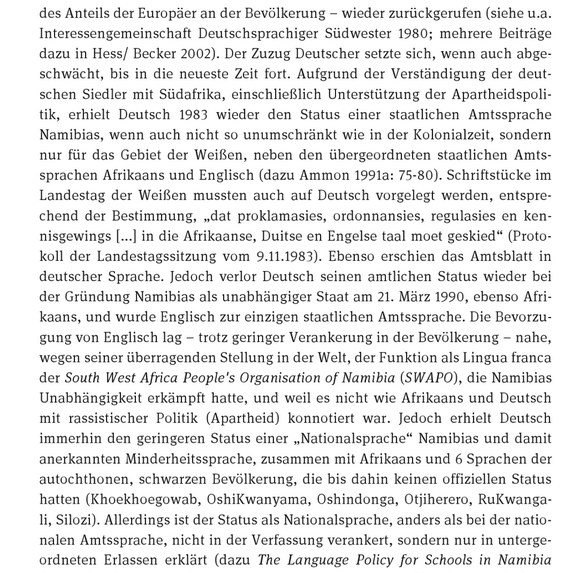 des Anteils der Europäer an der Bevölkerung – wieder zurückgerufen (siehe u.a.
Interessengemeinschaft Deutschsprachiger Südwester 1980; mehrere Beiträge
dazu in Hess/ Becker 2002). Der Zuzug Deutscher setzte sich, wenn auch abge-
schwächt, bis in die neueste Zeit fort. Aufgrund der Verständigung der deut-
schen Siedler mit Südafrika, einschließlich Unterstützung der Apartheidspoli-
tik, erhielt Deutsch 1983 wieder den Status einer staatlichen Amtssprache
Namibias, wenn auch nicht so unumschränkt wie in der Kolonialzeit, sondern
nur für das Gebiet der Weißen, neben den übergeordneten staatlichen Amts-
sprachen Afrikaans und Englisch (dazu Ammon 1991a: 75-80). Schriftstücke im
Landestag der Weißen mussten auch auf Deutsch vorgelegt werden, entspre-
chend der Bestimmung, „dat proklamasies, ordonnansies, regulasies en ken-
nisgewings [...] in die Afrikaanse, Duitse en Engelse taal moet geskied“ (Proto-
koll der Landestagssitzung vom 9.11.1983). Ebenso erschien das Amtsblatt in
deutscher Sprache. Jedoch verlor Deutsch seinen amtlichen Status wieder bei
der Gründung Namibias als unabhängiger Staat am 21. März 1990, ebenso Afri-
kaans, und wurde Englisch zur einzigen staatlichen Amtssprache. Die Bevorzu-
gung von Englisch lag – trotz geringer Verankerung in der Bevölkerung – nahe,
wegen seiner überragenden Stellung in der Welt, der Funktion als Lingua franca
der South West Africa People's Organisation of Namibia (SWAPO), die Namibias
Unabhängigkeit erkämpft hatte, und weil es nicht wie Afrikaans und Deutsch
mit rassistischer Politik (Apartheid) konnotiert war. Jedoch erhielt Deutsch
immerhin den geringeren Status einer „Nationalsprache“ Namibias und damit
anerkannten Minderheitssprache, zusammen mit Afrikaans und 6 Sprachen der
autochthonen, schwarzen Bevölkerung, die bis dahin keinen offiziellen Status
hatten (Khoekhoegowab, OshiKwanyama, Oshindonga, Otjiherero, RuKwanga-
li, Silozi). Allerdings ist der Status als Nationalsprache, anders als bei der natio-
nalen Amtssprache, nicht in der Verfassung verankert, sondern nur in unterge-
ordneten Erlassen erklärt (dazu The Language Policy for Schools in Namibia